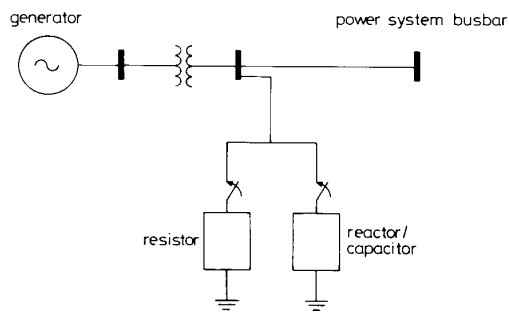 generator
power system busbar
resistor
reactor/
capacitor